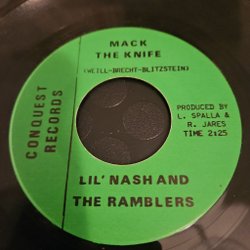 MACK
THE KNIFE
(WEILL-BRECHT-BLITZSTEIN)
CONQUEST
RECORDS
PRODUCED BY
L. SPALLA &
R. JARES
TIME 2:25
LIL' NASH AND
THE RAMBLERS